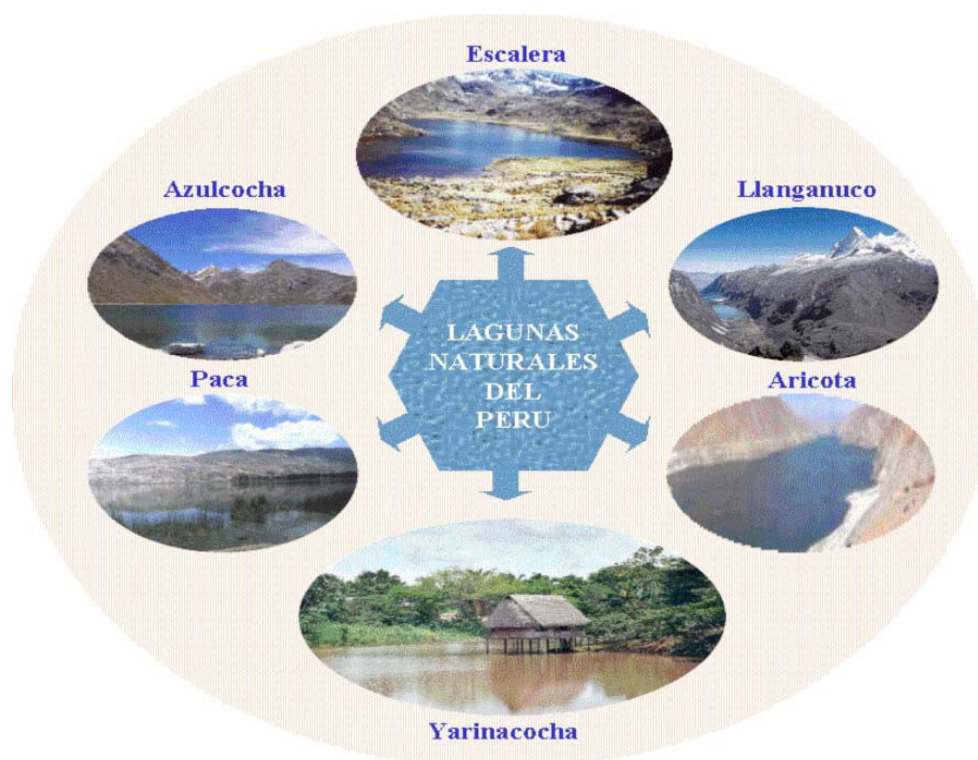 Escalera
Azulcocha
Llanganuco
LAGUNAS
NATURALES
DEL
PERU
Paca
Aricota
Yarinacocha